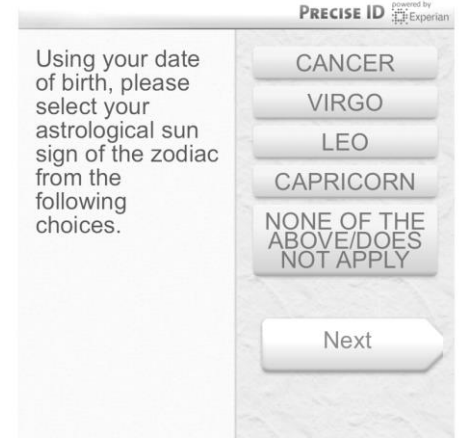 PRECISE ID powered by Experian
Using your date
of birth, please
select your
astrological sun
sign of the zodiac
from the
following
choices.
CANCER
VIRGO
LEO
CAPRICORN
NONE OF THE
ABOVE/DOES
NOT APPLY
Next